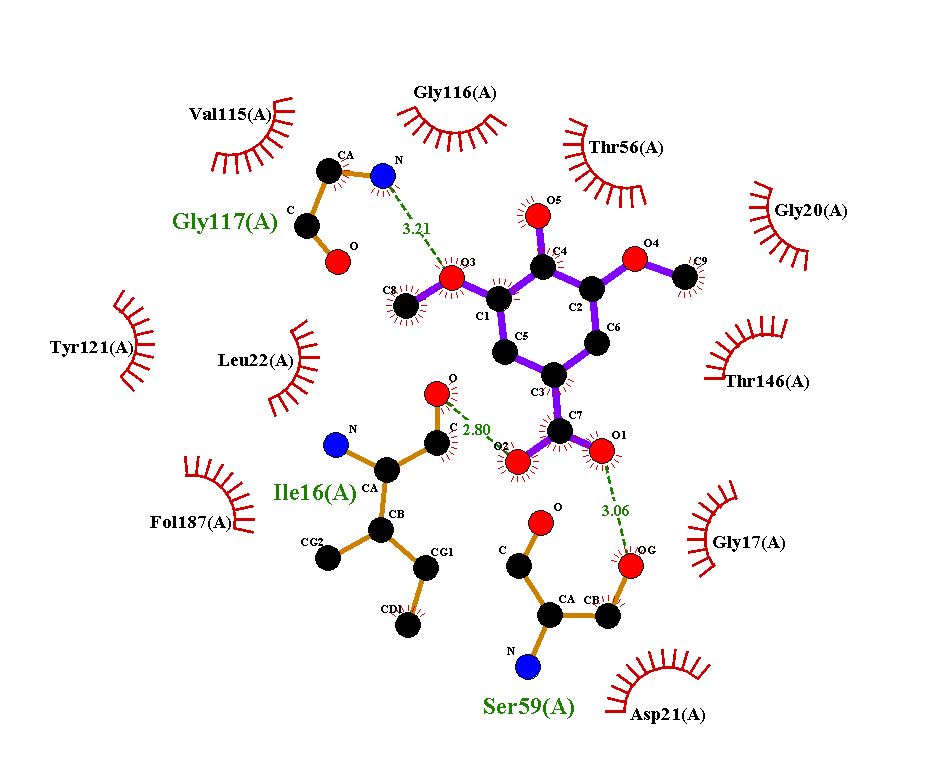 Gly116(A)
Val115(A)
Thr56(A)
CA
N
O5
Gly20(A)
C
Gly117(A)
3.21
O
O4
C4
O3
C9
C8
C2
C1
C6
C5
Tyr121(A)
Leu22(A)
O
C3
Thr146(A)
C7
N
C
2.80
O2
O1
CA
Ile16(A)
O
3.06
Fol187(A)
CB
CG2
C
OG
Gly17(A)
CG1
CD1
CA
CB
N
Ser59(A)
Asp21(A)